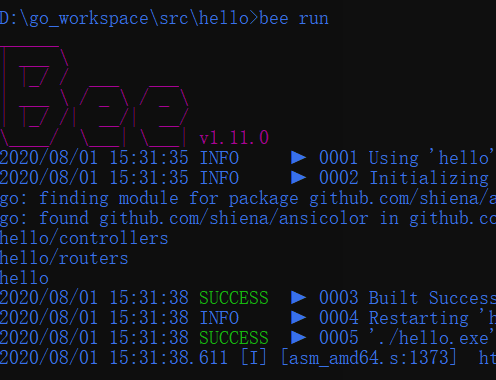 D:\go_workspace\src\hello>bee run
Bee
v1.11.0
2020/08/01 15:31:35 INFO ▶ 0001 Using 'hello'
2020/08/01 15:31:35 INFO ▶ 0002 Initializing
go: finding module for package github.com/shiena/a
go: found github.com/shiena/ansicolor in github.co
hello/controllers
hello/routers
hello
2020/08/01 15:31:38 SUCCESS ▶ 0003 Built Success
2020/08/01 15:31:38 INFO ▶ 0004 Restarting 'h
2020/08/01 15:31:38 SUCCESS ▶ 0005 './hello.exe'
2020/08/01 15:31:38.611 [I] [asm_amd64.s:1373] ht